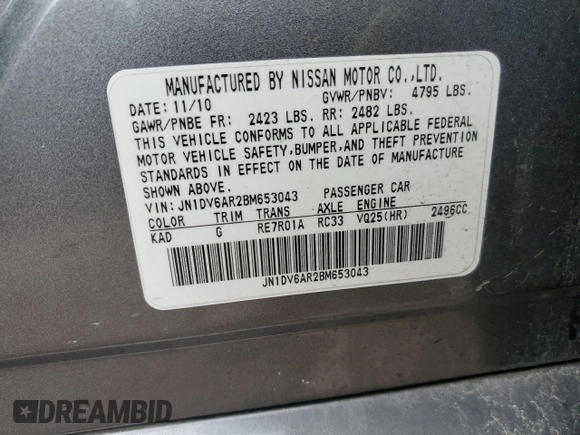 MANUFACTURED BY NISSAN MOTOR CO.,LTD.
DATE: 11/10 GVWR/PNBV: 4795 LBS.
GAWR/PNBE FR: 2423 LBS. RR: 2482 LBS.
THIS VEHICLE CONFORMS TO ALL APPLICABLE FEDERAL
MOTOR VEHICLE SAFETY,BUMPER,AND THEFT PREVENTION
STANDARDS IN EFFECT ON THE DATE OF MANUFACTURE
SHOWN ABOVE.
VIN: JN1DV6AR2BM653043 PASSENGER CAR
COLOR TRIM TRANS AXLE ENGINE
KAD G RE7R01A RC33 VQ25(HR) 2496CC
JN1DV6AR2BM653043
DREAMBID